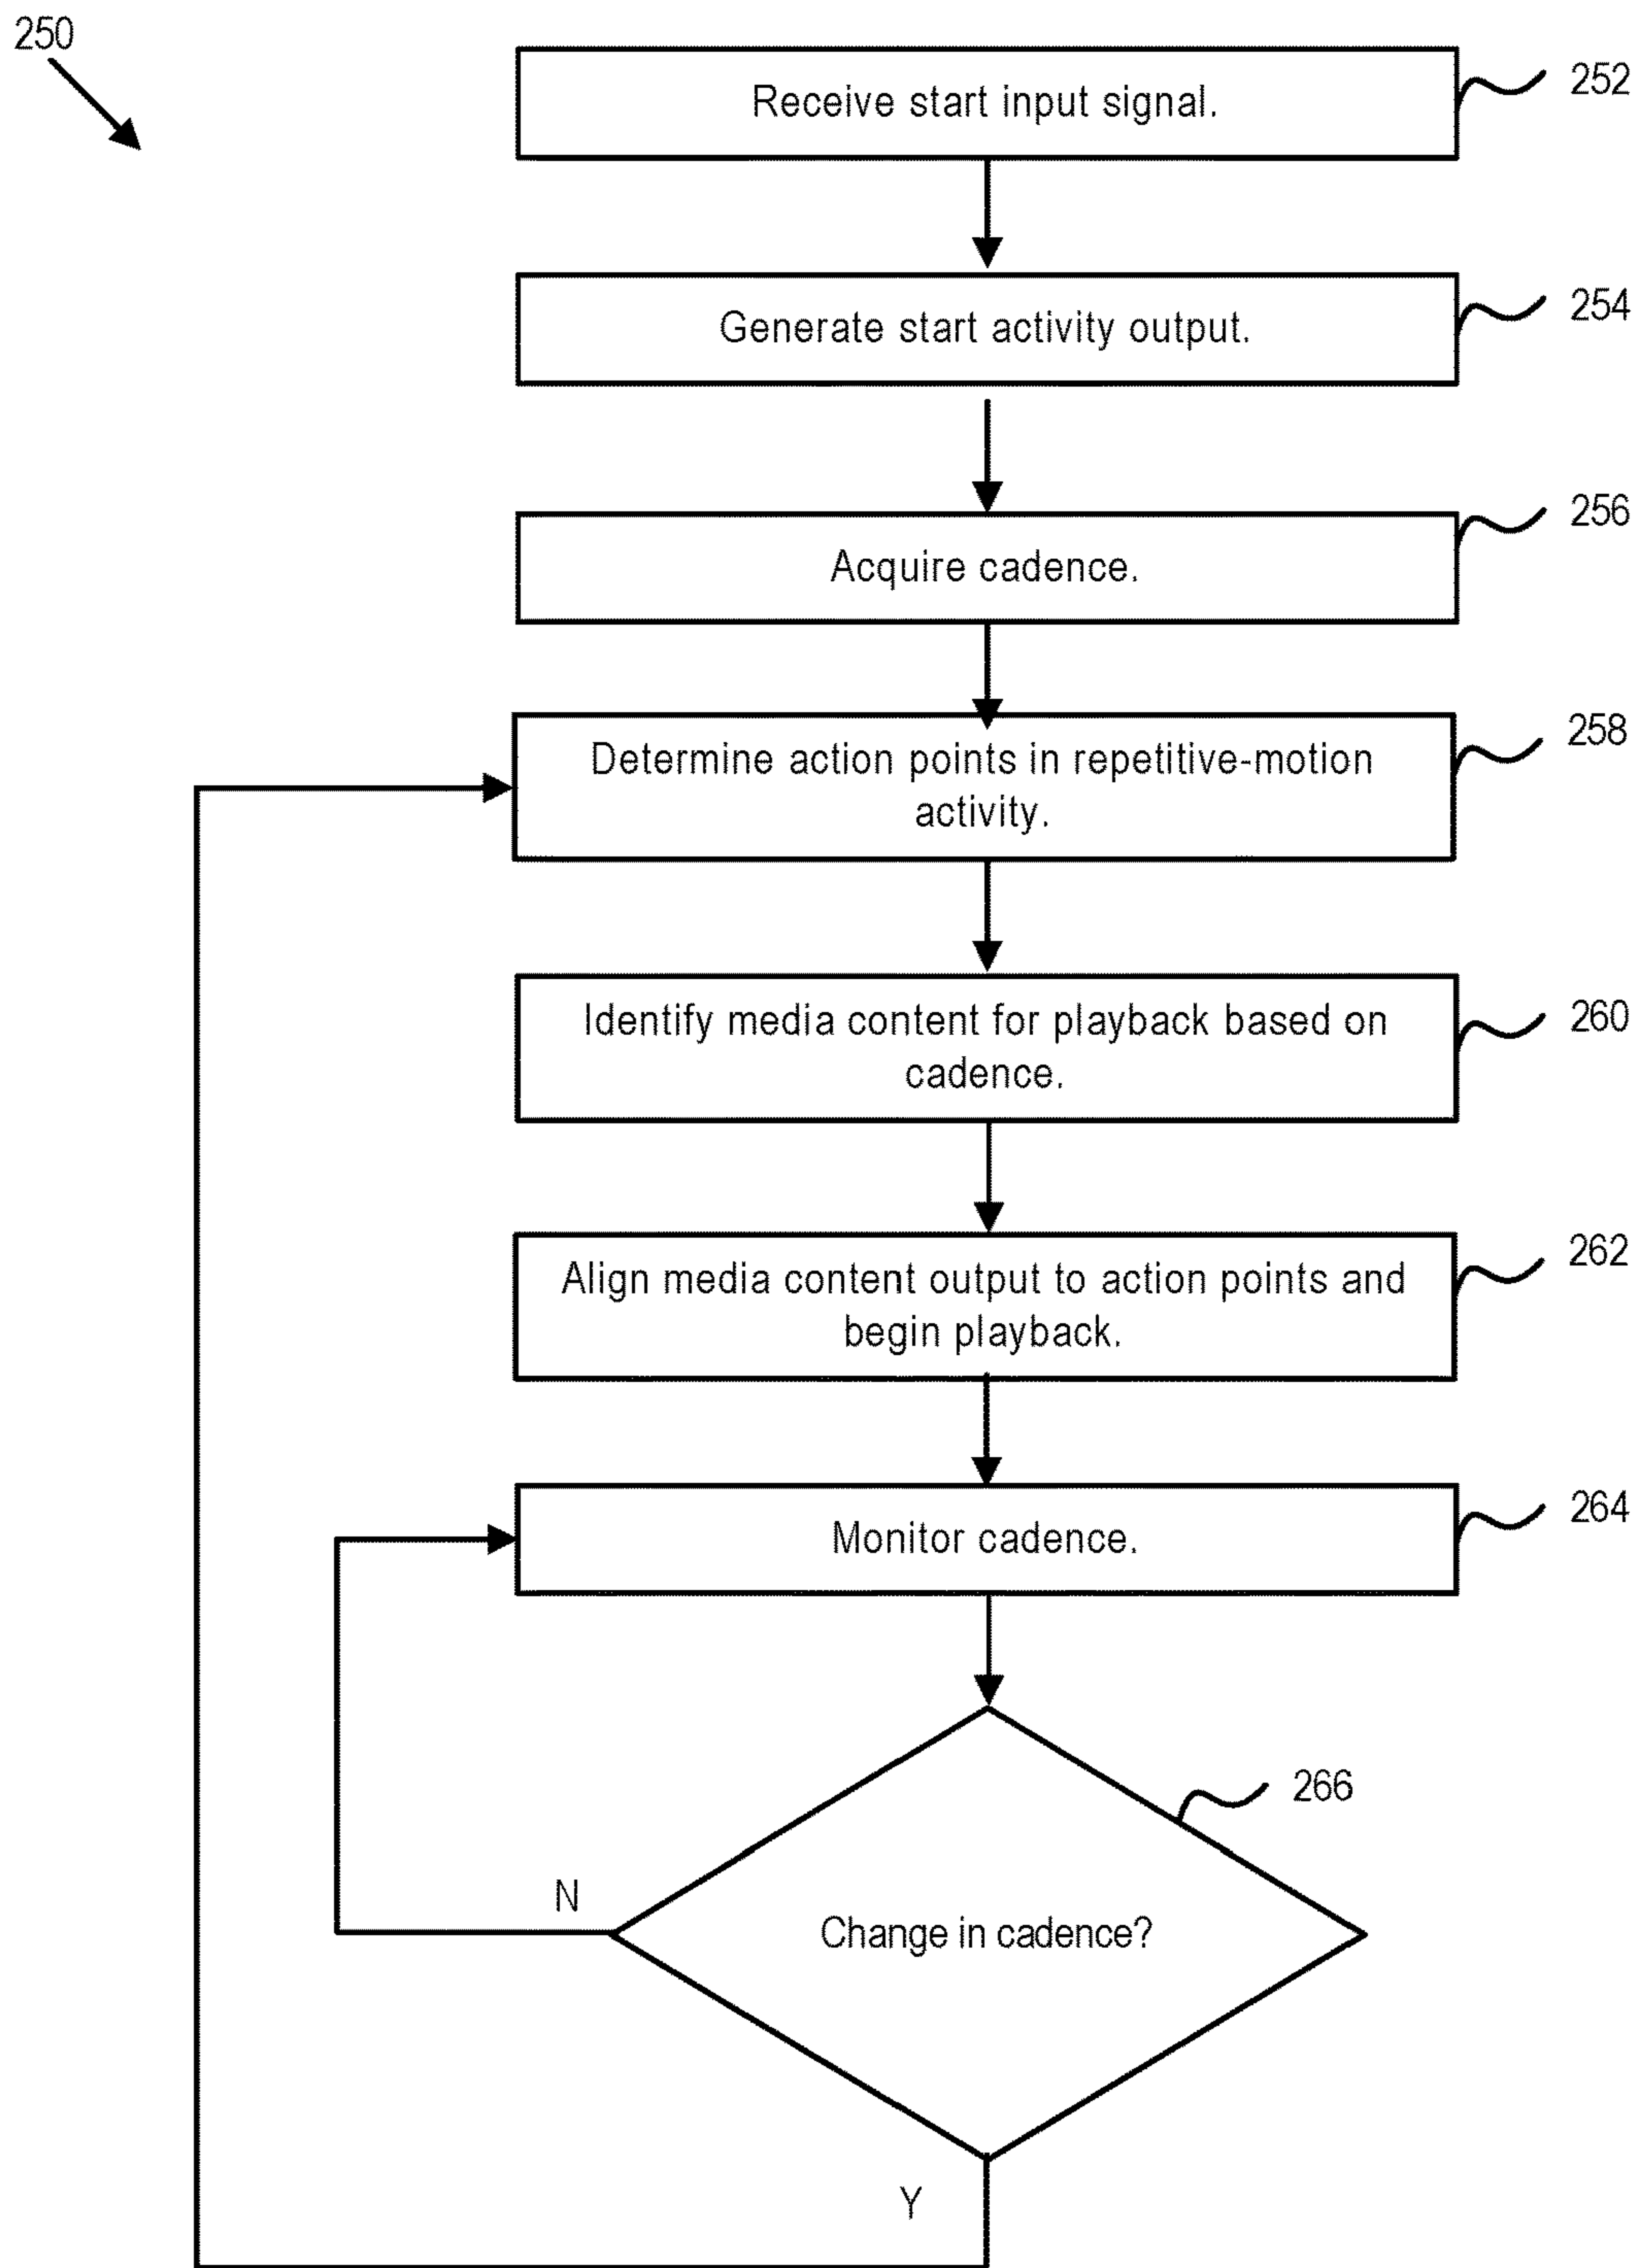 250
Receive start input signal.
252
Generate start activity output.
254
Acquire cadence.
256
Determine action points in repetitive-motion
activity.
258
Identify media content for playback based on
cadence.
260
Align media content output to action points and
begin playback.
262
Monitor cadence.
264
266
N
Change in cadence?
Y